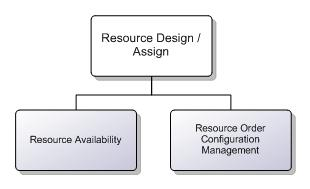 Resource Design /
Assign
Resource Availability
Resource Order
Configuration
Management